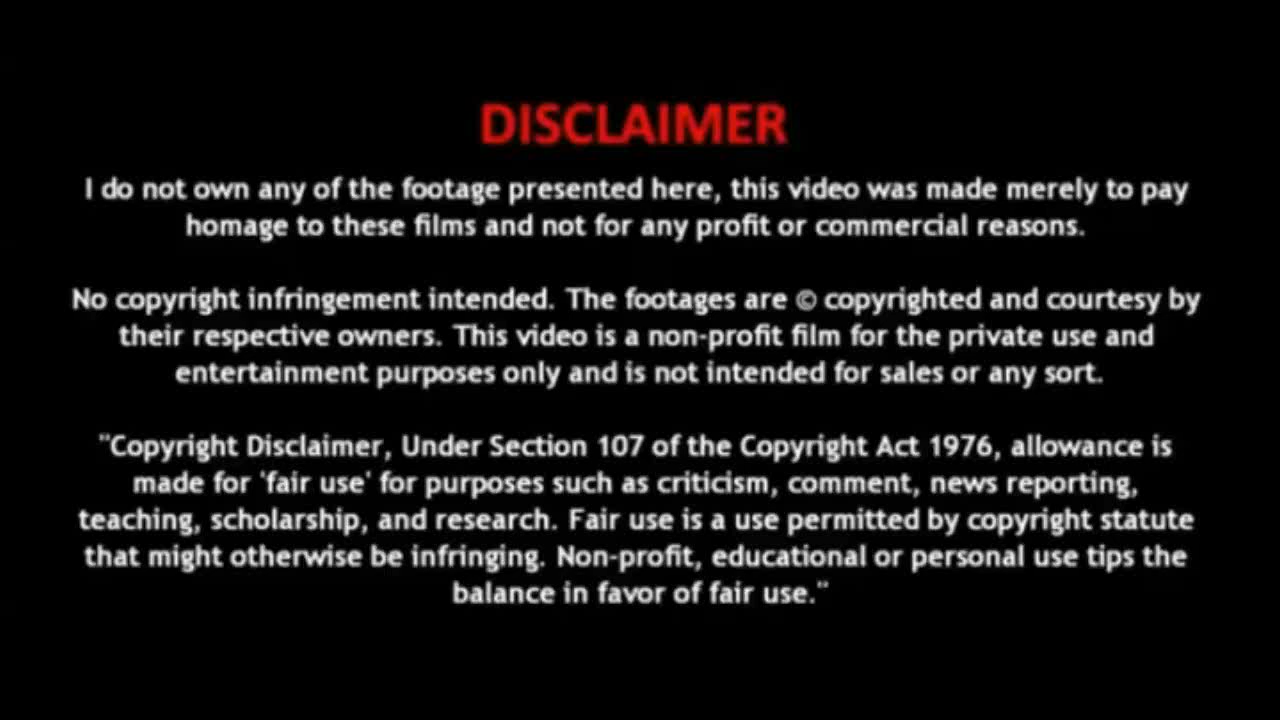 DISCLAIMER
I do not own any of the footage presented here, this video was made merely to pay
homage to these films and not for any profit or commercial reasons.
No copyright infringement intended. The footages are © copyrighted and courtesy by
their respective owners. This video is a non-profit film for the private use and
entertainment purposes only and is not intended for sales or any sort.
"Copyright Disclaimer, Under Section 107 of the Copyright Act 1976, allowance is
made for 'fair use' for purposes such as criticism, comment, news reporting,
teaching, scholarship, and research. Fair use is a use permitted by copyright statute
that might otherwise be infringing. Non-profit, educational or personal use tips the
balance in favor of fair use."